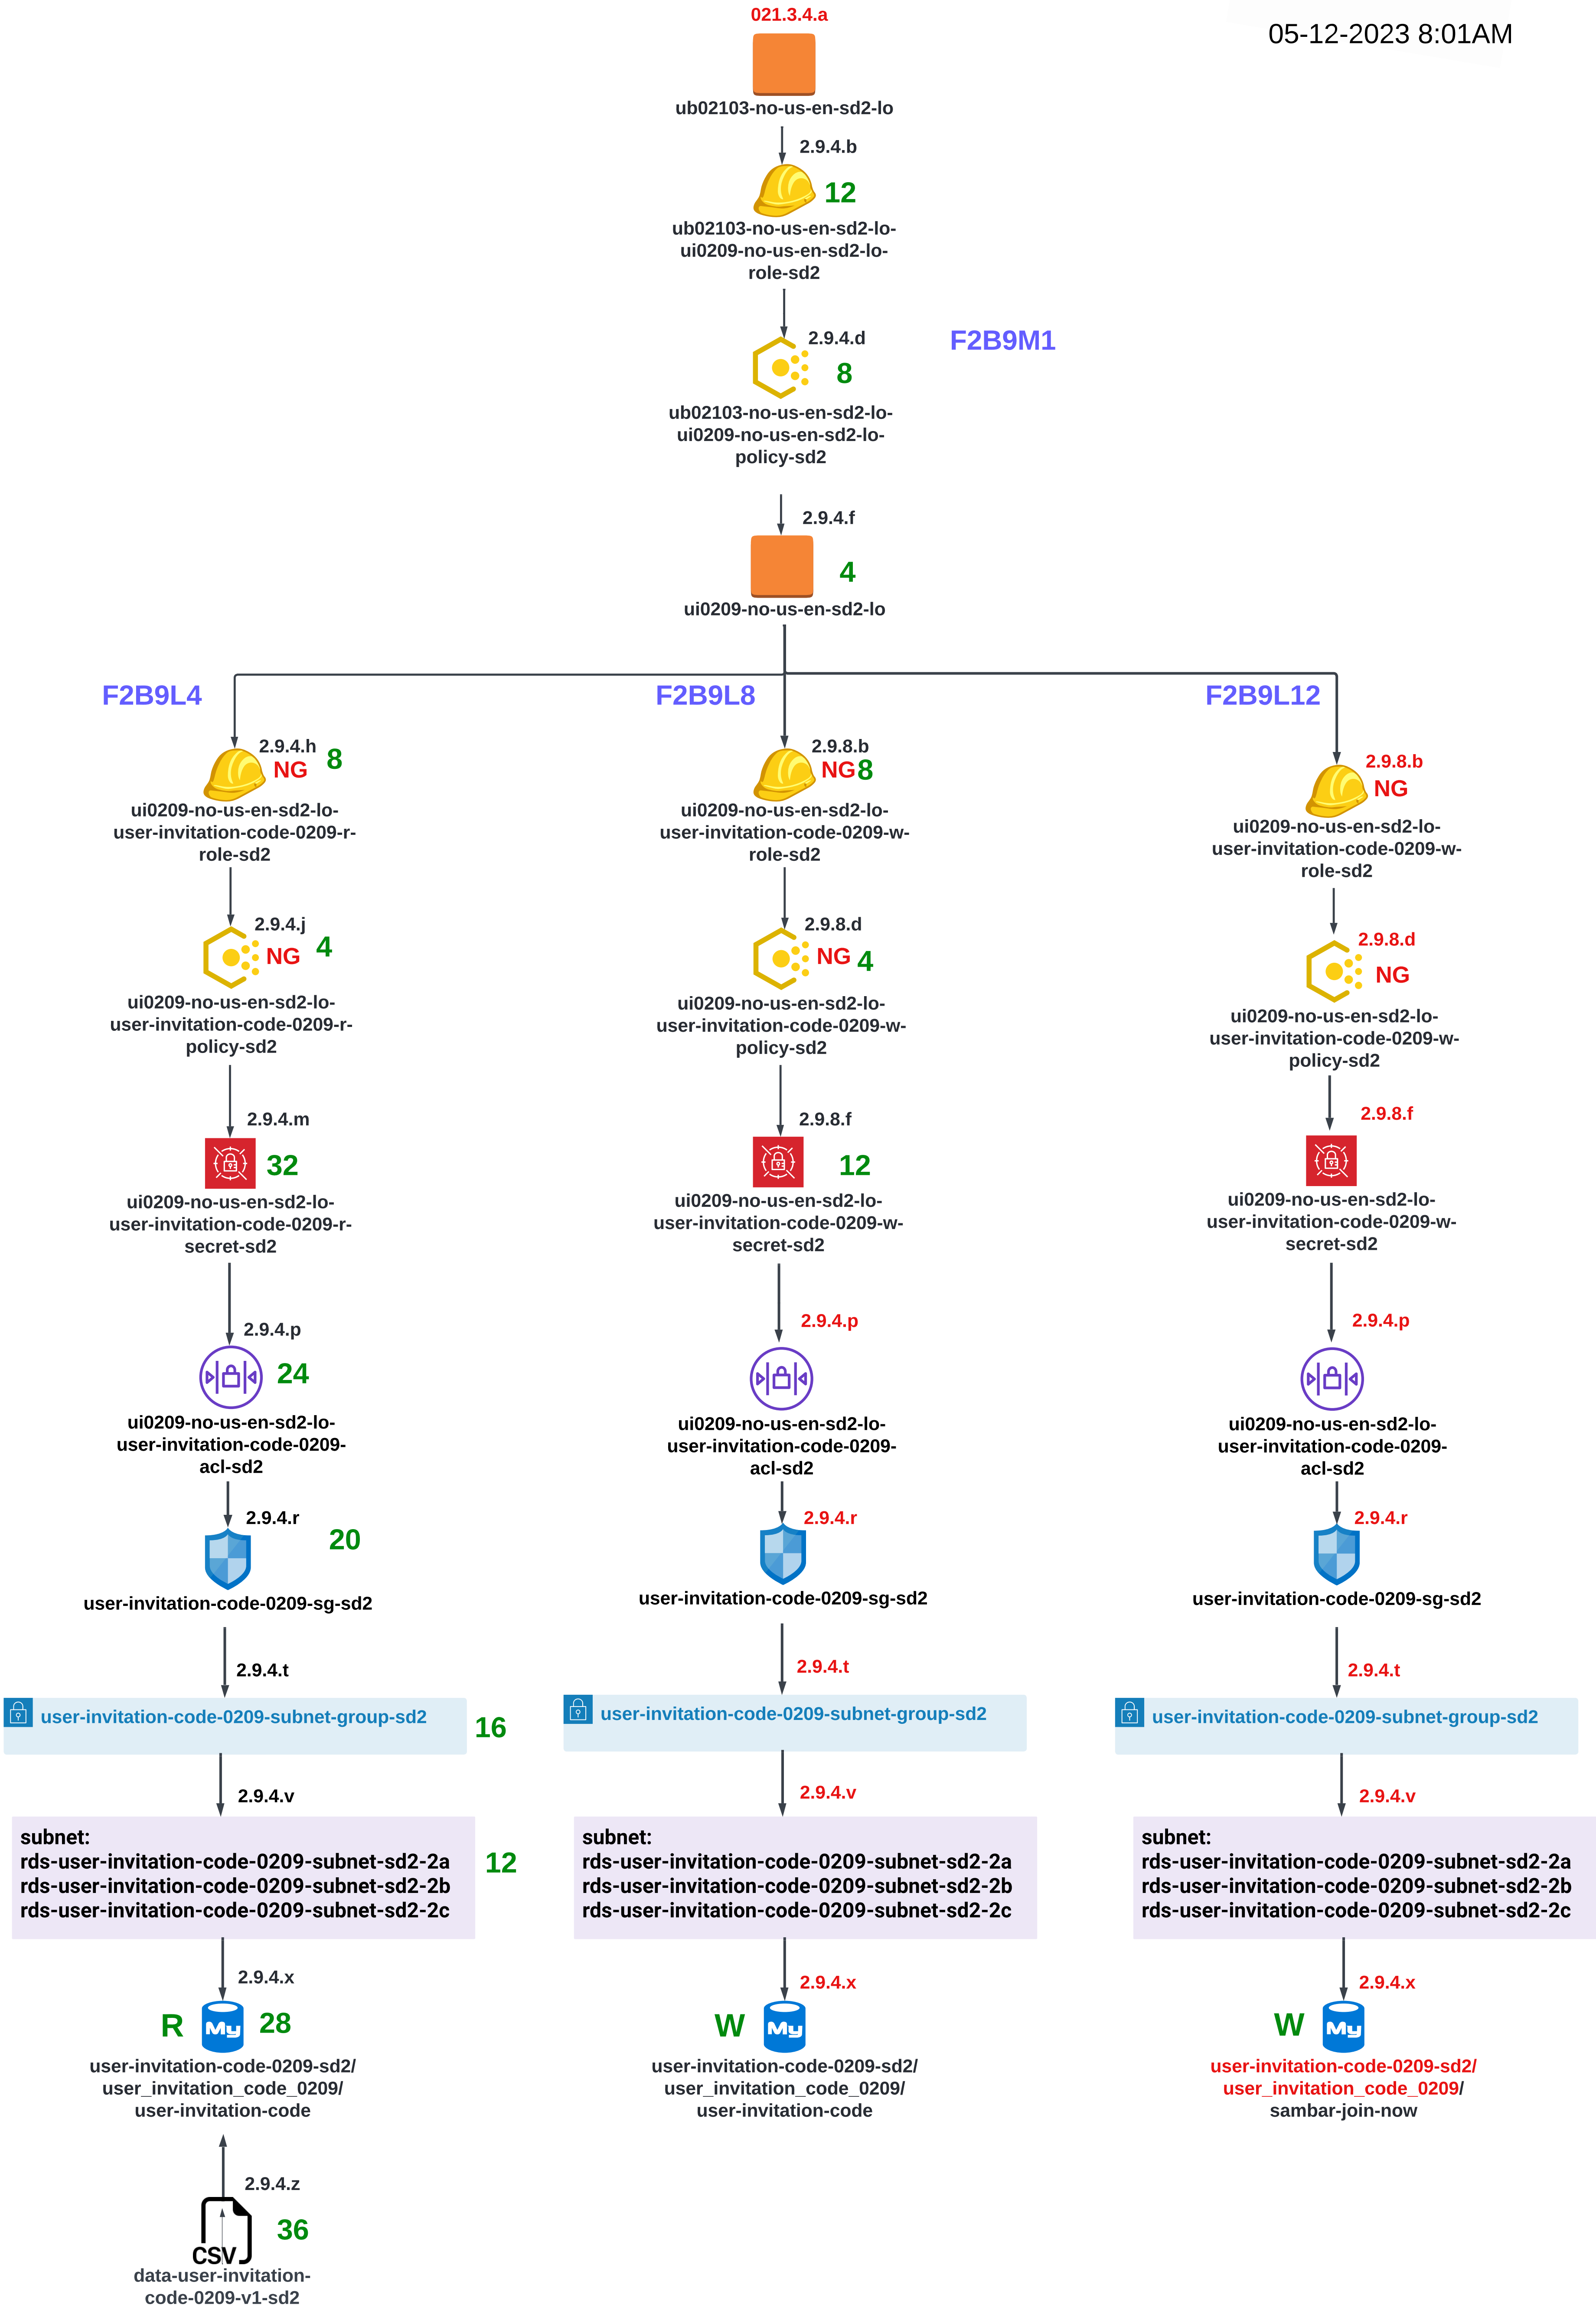 021.3.4.a
05-12-2023 8:01AM
ub02103-no-us-en-sd2-lo
2.9.4.b
12
ub02103-no-us-en-sd2-lo-
ui0209-no-us-en-sd2-lo-
role-sd2
2.9.4.d
F2B9M1
8
ub02103-no-us-en-sd2-lo-
ui0209-no-us-en-sd2-lo-
policy-sd2
2.9.4.f
4
ui0209-no-us-en-sd2-lo
F2B9L4
2.9.4.h
NG
8
ui0209-no-us-en-sd2-lo-
user-invitation-code-0209-r-
role-sd2
2.9.4.j
NG
4
ui0209-no-us-en-sd2-lo-
user-invitation-code-0209-r-
policy-sd2
2.9.4.m
32
ui0209-no-us-en-sd2-lo-
user-invitation-code-0209-r-
secret-sd2
2.9.4.p
24
ui0209-no-us-en-sd2-lo-
user-invitation-code-0209-
acl-sd2
2.9.4.r
20
user-invitation-code-0209-sg-sd2
2.9.4.t
user-invitation-code-0209-subnet-group-sd2
16
2.9.4.v
subnet:
rds-user-invitation-code-0209-subnet-sd2-2a
rds-user-invitation-code-0209-subnet-sd2-2b
rds-user-invitation-code-0209-subnet-sd2-2c
12
2.9.4.x
R
My
28
user-invitation-code-0209-sd2/
user_invitation_code_0209/
user-invitation-code
2.9.4.z
CSV
36
data-user-invitation-
code-0209-v1-sd2
F2B9L8
2.9.8.b
NG
8
ui0209-no-us-en-sd2-lo-
user-invitation-code-0209-w-
role-sd2
2.9.8.d
NG
4
ui0209-no-us-en-sd2-lo-
user-invitation-code-0209-w-
policy-sd2
2.9.8.f
12
ui0209-no-us-en-sd2-lo-
user-invitation-code-0209-w-
secret-sd2
2.9.4.p
ui0209-no-us-en-sd2-lo-
user-invitation-code-0209-
acl-sd2
2.9.4.r
user-invitation-code-0209-sg-sd2
2.9.4.t
user-invitation-code-0209-subnet-group-sd2
2.9.4.v
subnet:
rds-user-invitation-code-0209-subnet-sd2-2a
rds-user-invitation-code-0209-subnet-sd2-2b
rds-user-invitation-code-0209-subnet-sd2-2c
2.9.4.x
W
My
user-invitation-code-0209-sd2/
user_invitation_code_0209/
user-invitation-code
F2B9L12
2.9.8.b
NG
ui0209-no-us-en-sd2-lo-
user-invitation-code-0209-w-
role-sd2
2.9.8.d
NG
ui0209-no-us-en-sd2-lo-
user-invitation-code-0209-w-
policy-sd2
2.9.8.f
ui0209-no-us-en-sd2-lo-
user-invitation-code-0209-w-
secret-sd2
2.9.4.p
ui0209-no-us-en-sd2-lo-
user-invitation-code-0209-
acl-sd2
2.9.4.r
user-invitation-code-0209-sg-sd2
2.9.4.t
user-invitation-code-0209-subnet-group-sd2
2.9.4.v
subnet:
rds-user-invitation-code-0209-subnet-sd2-2a
rds-user-invitation-code-0209-subnet-sd2-2b
rds-user-invitation-code-0209-subnet-sd2-2c
2.9.4.x
W
My
user-invitation-code-0209-sd2/
user_invitation_code_0209/
sambar-join-now